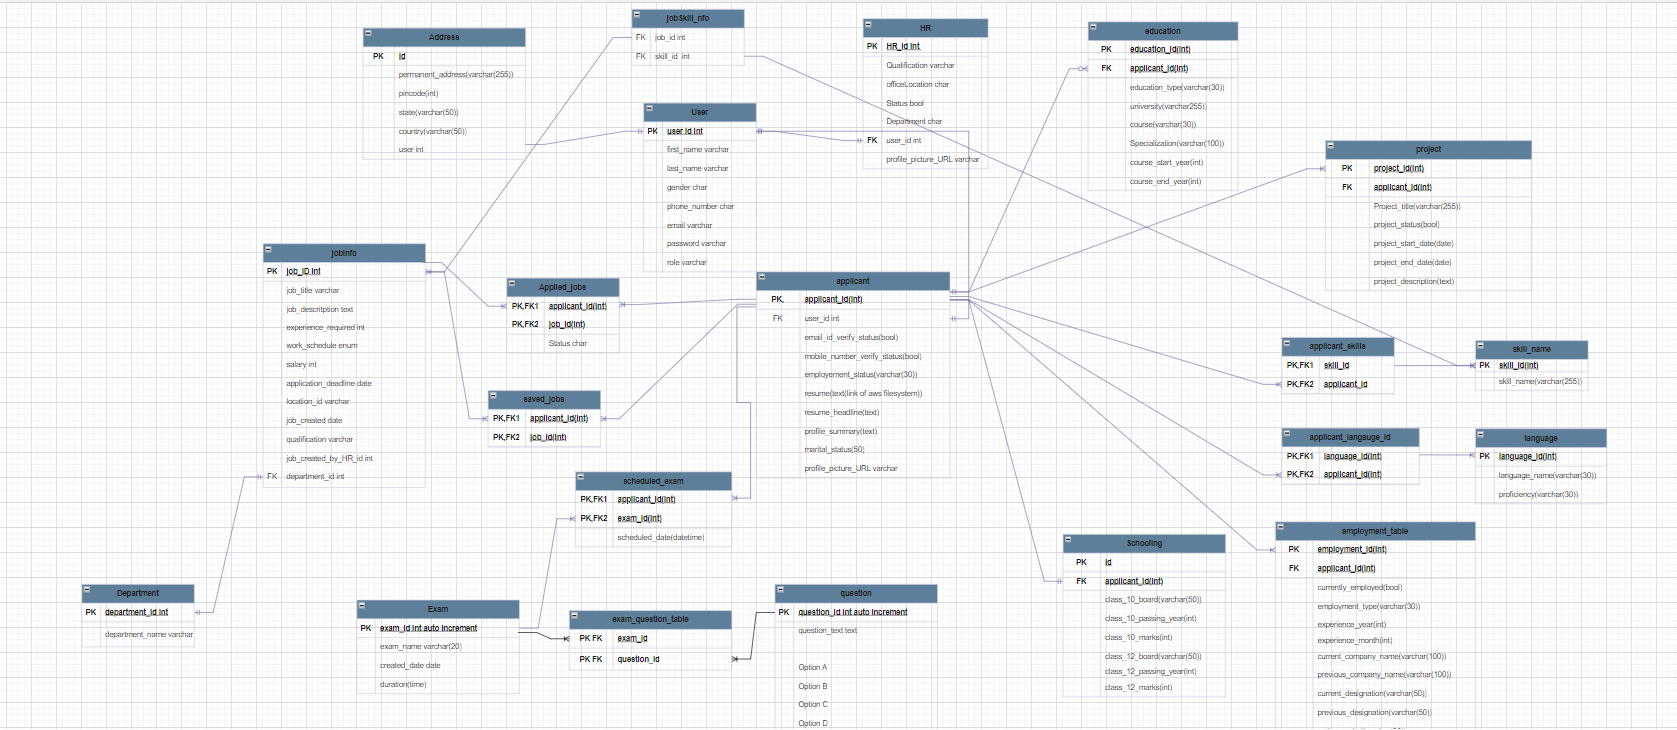 Address
PK id
permanent_address(varchar(255))
pincode(int)
state(varchar(50))
country(varchar(50))
user int
jobSkill_nfo
FK job_id int
FK skill_id int
HR
PK HR_id int
Qualification varchar
officeLocation char
Status bool
Department char
FK user_id int
profile_picture_URL varchar
education
PK education_id(int)
FK applicant_id(int)
education_type(varchar(30))
university(varchar255))
course(varchar(30))
Specialization(varchar(100))
course_start_year(int)
course_end_year(int)
User
PK user id int
first_name varchar
last_name varchar
gender char
phone_number char
email varchar
password varchar
role varchar
project
PK project_id(int)
FK applicant_id(int)
Project_title(varchar(255))
project_status(bool)
project_start_date(date)
project_end_date(date)
project_description(text)
jobinfo
PK job_ID int
job_title varchar
job_descritption text
experience_required int
work_schedule enum
salary int
application_deadline date
location_id varchar
job_created date
qualification varchar
job_created_by_HR_id int
FK department_id int
Applied_jobs
PK,FK1 applicant_id(int)
PK,FK2 job_id(int)
Status char
applicant
PK, applicant_id(int)
FK user_id int
email_id_verify_status(bool)
mobile_number_verify_status(bool)
employement_status(varchar(30))
resume(text(link of aws filesystem))
resume_headline(text)
profile_summary(text)
marital_status(50)
profile_picture_URL varchar
saved_jobs
PK,FK1 applicant_id(int)
PK,FK2 job_id(int)
applicant_skills
PK,FK1 skill_id
PK,FK2 applicant_id
skill_name
PK skill_id(int)
skill_name(varchar(255))
applicant_langauge_id
PK,FK1 language_id(int)
PK,FK2 applicant_id(int)
language
PK language_id(int)
language_name(varchar(30))
proficiency(varchar(30))
scheduled_exam
PK,FK1 applicant_id(int)
PK,FK2 exam_id(int)
scheduled_date(datetime)
Schooling
PK id
FK applicant_id(int)
class_10_board(varchar(50))
class_10_passing_year(int)
class_10_marks(int)
class_12_board(varchar(50))
class_12_passing_year(int)
class_12_marks(int)
employment_table
PK employment_id(int)
FK applicant_id(int)
currently_employed(bool)
employment_type(varchar(30))
experience_year(int)
experience_month(int)
current_company_name(varchar(100))
previous_company_name(varchar(100))
current_designation(varchar(50))
previous_designation(varchar(50))
Department
PK department_id int
department_name varchar
Exam
PK exam_id int auto increment
exam_name varchar(20)
created_date date
duration(time)
exam_question_table
PK FK exam_id
PK FK question_id
question
PK question_id int auto increment
question_text text
Option A
Option B
Option C
Option D